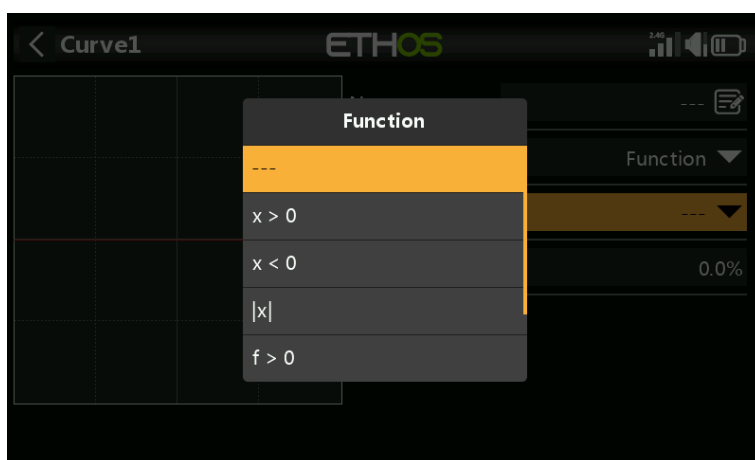 Curve1
ETHOS
2.4G
---
Function
Function
---
---
x > 0
x < 0
0.0%
|x|
f > 0